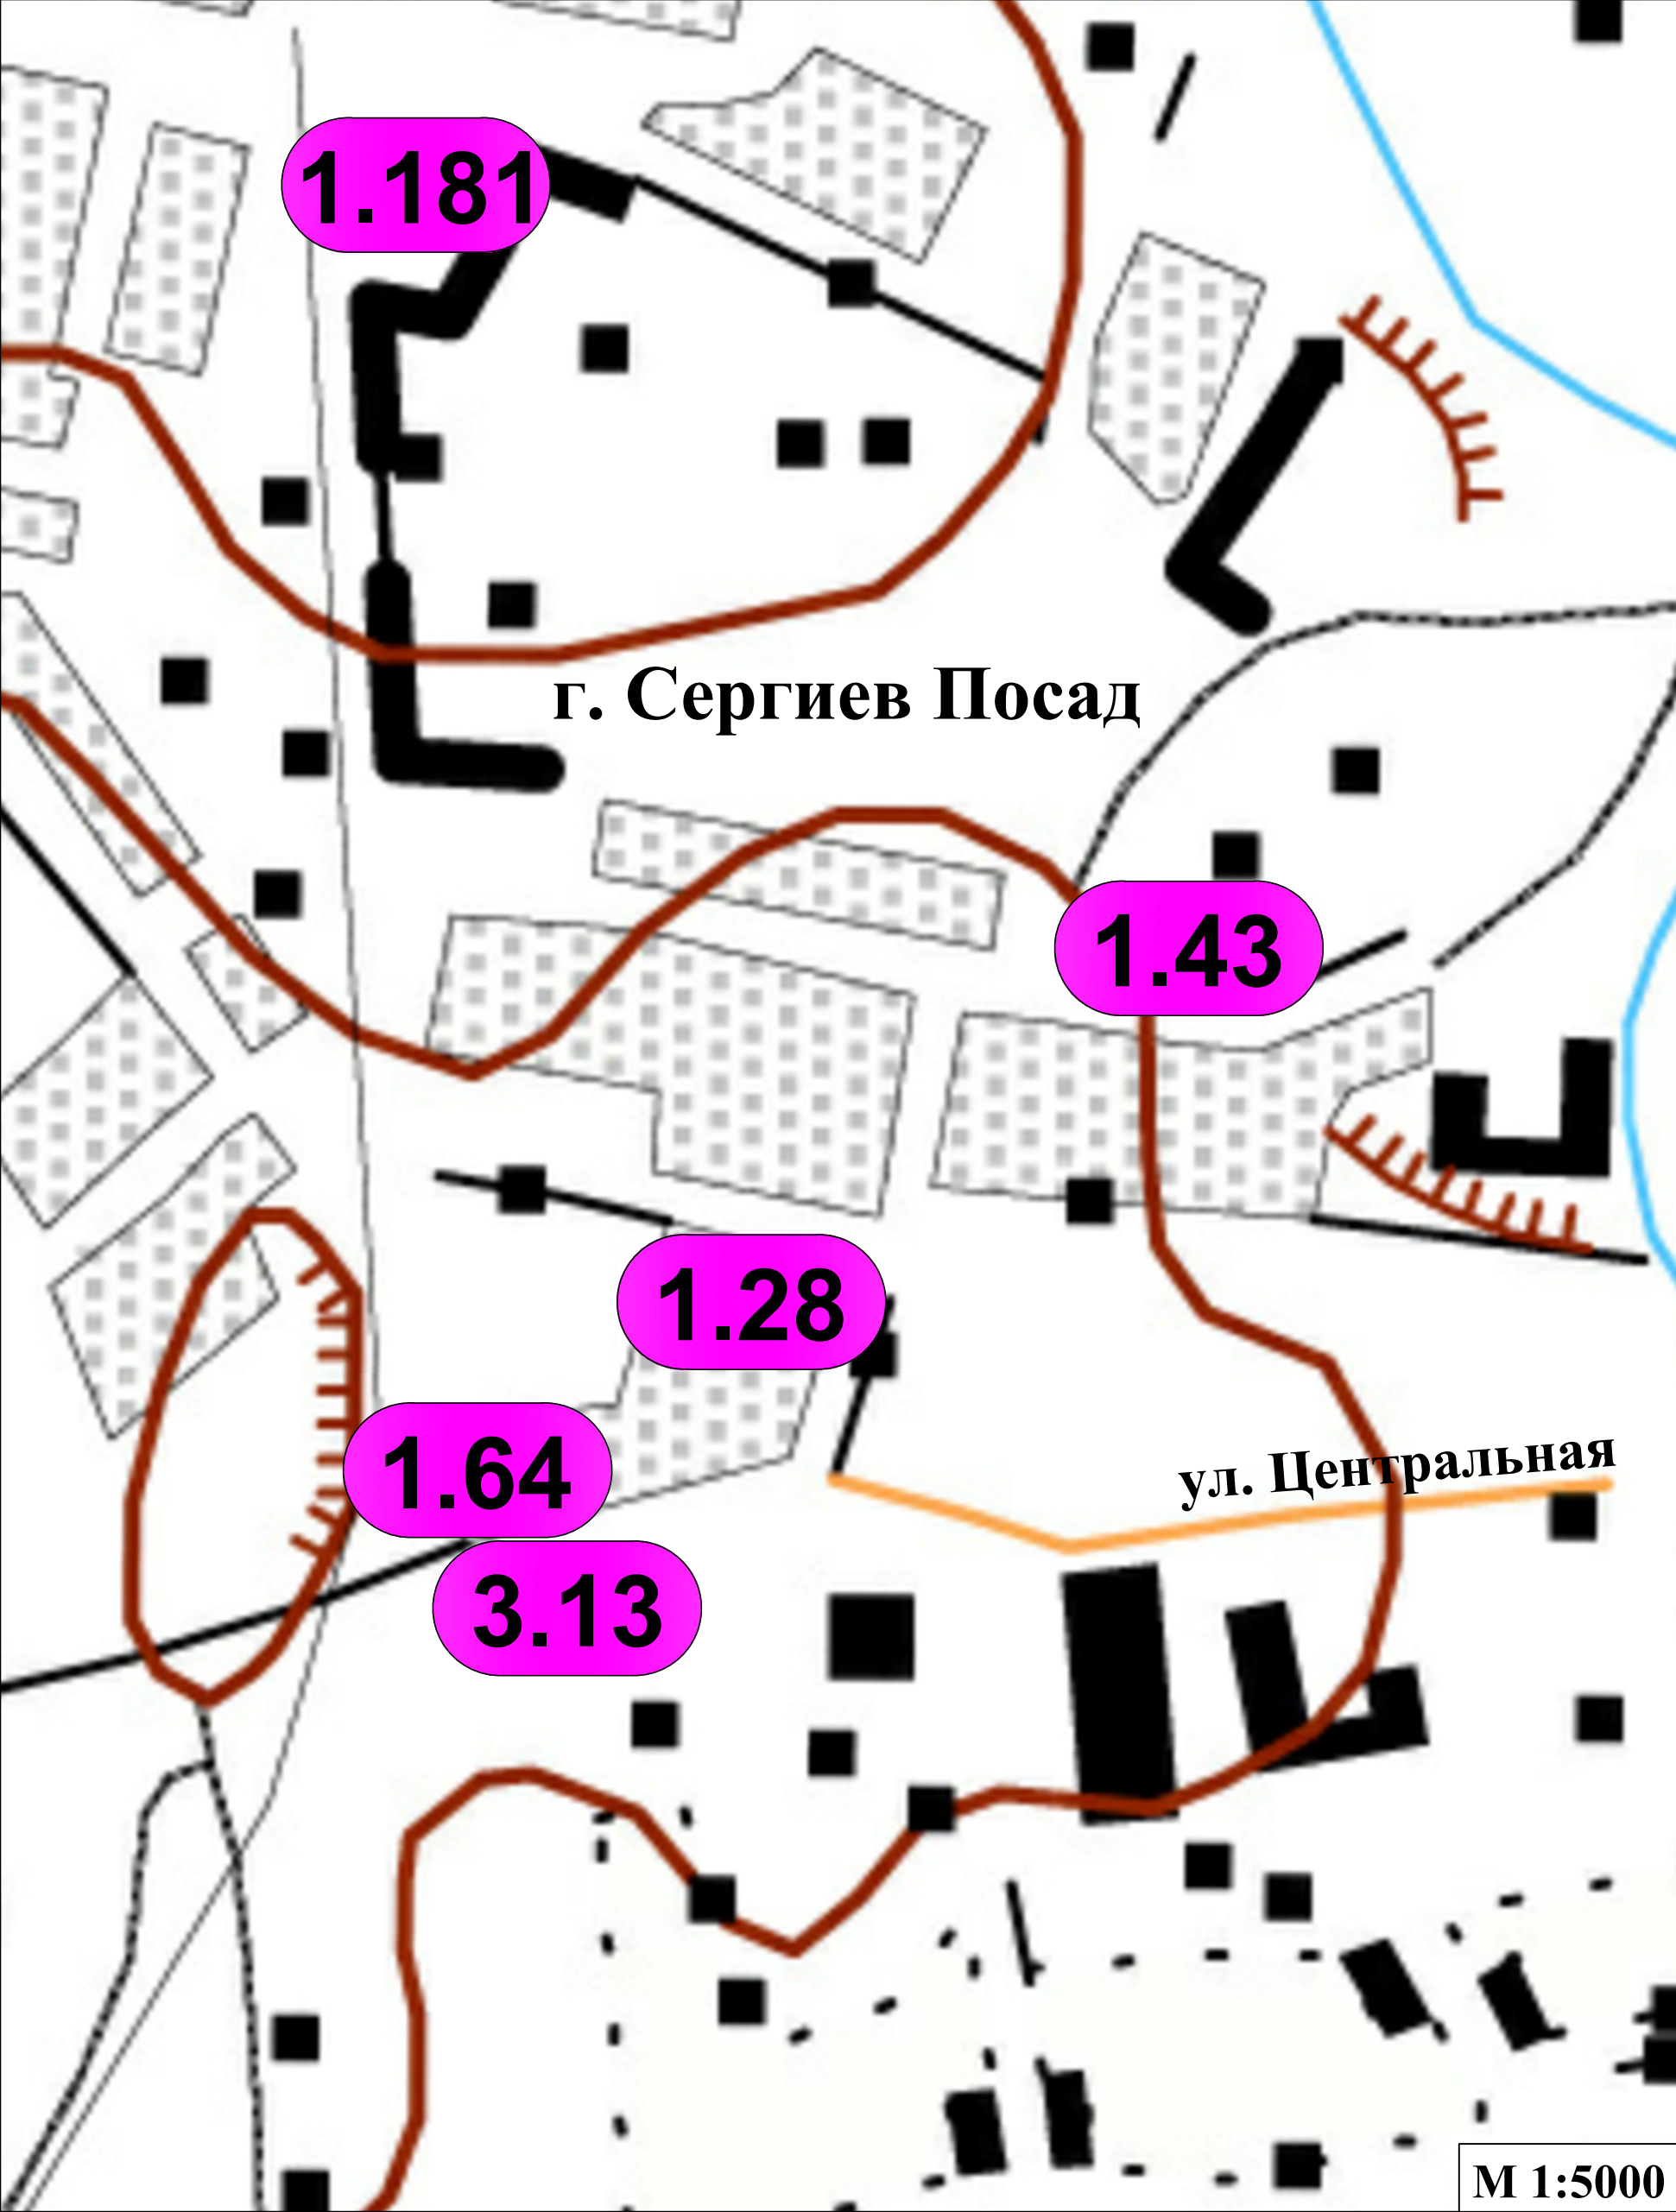 1.181
г. Сергиев Посад
1.43
1.28
1.64
ул. Центральная
3.13
М 1:5000